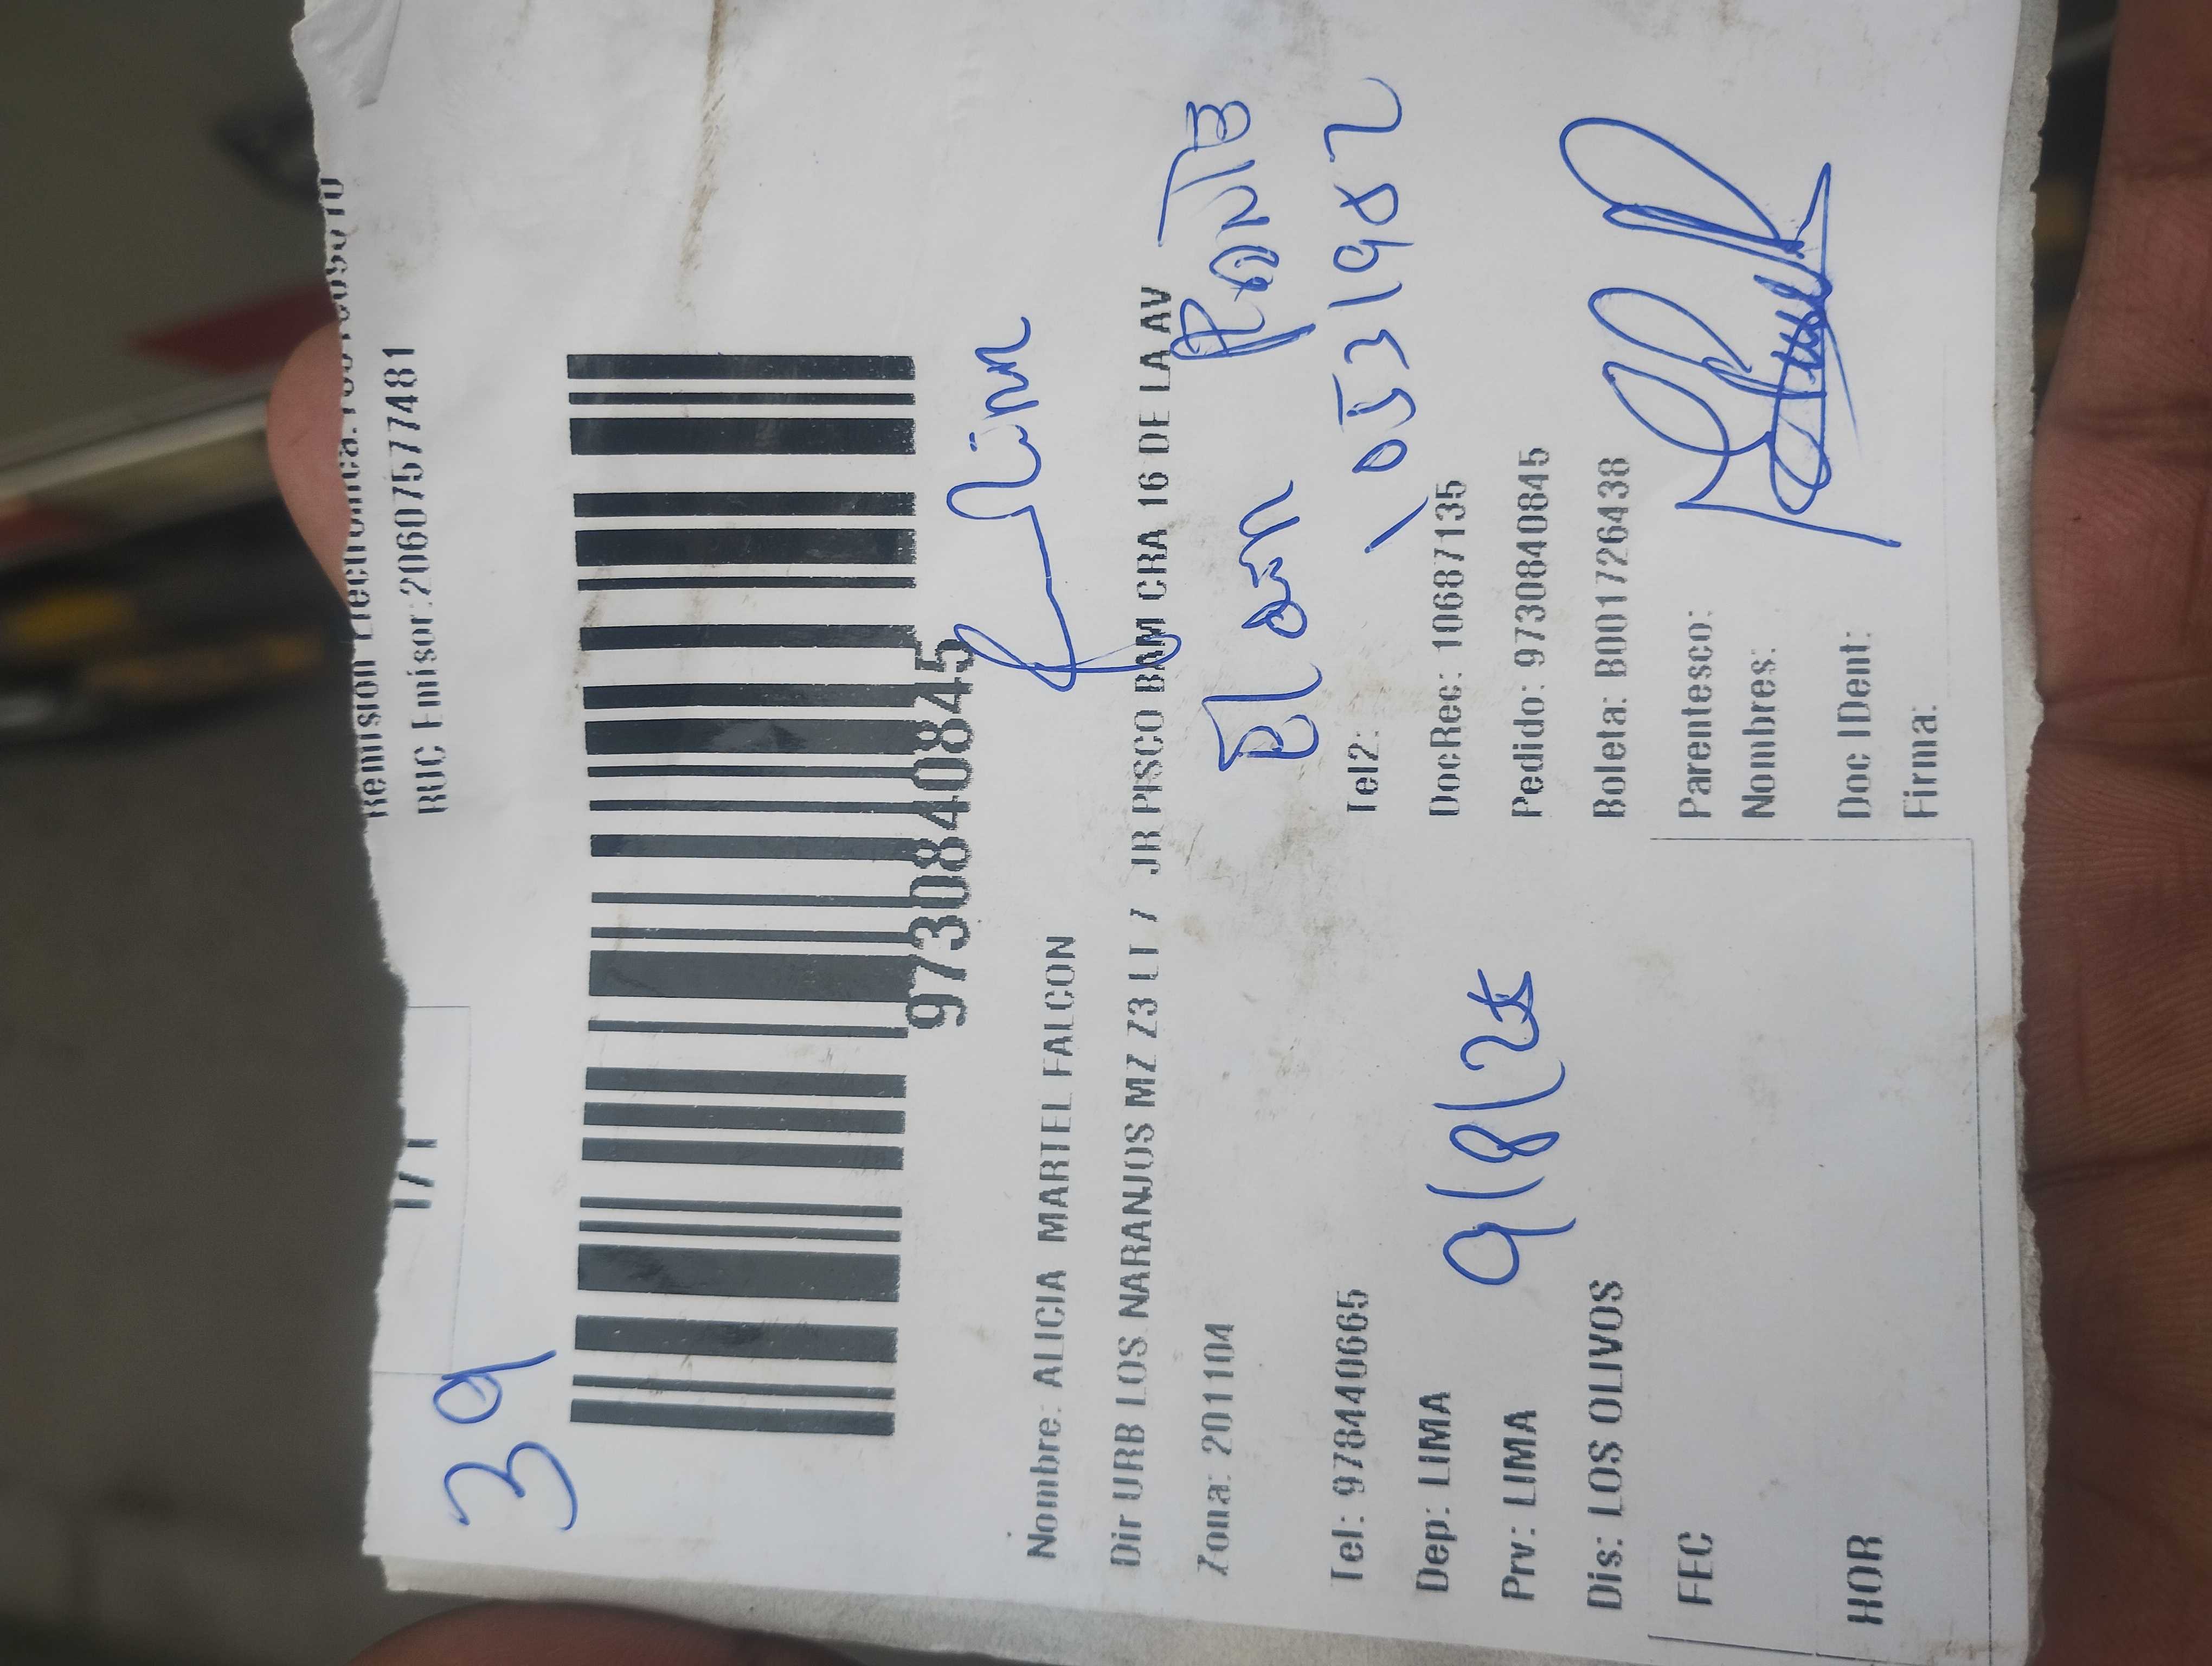 39
1/1
Remision Electronica:
RUC Emisor:20607577481
9730840845
Nombre: ALICIA MARTEL FALCON
Dir URB LOS NARANJOS MZ Z3 LT 7 JR PISCO BAM CRA 16 DE LA AV
Zona: 201104
Tel: 978440665 Tel2:
10531982
Dep: LIMA DocRec: 10687135
9/8/25
Prv: LIMA Pedido: 9730840845
Dis: LOS OLIVOS Boleta: B001726438
FEC Parentesco:
Nombres:
HOR Doc IDent:
Firma: